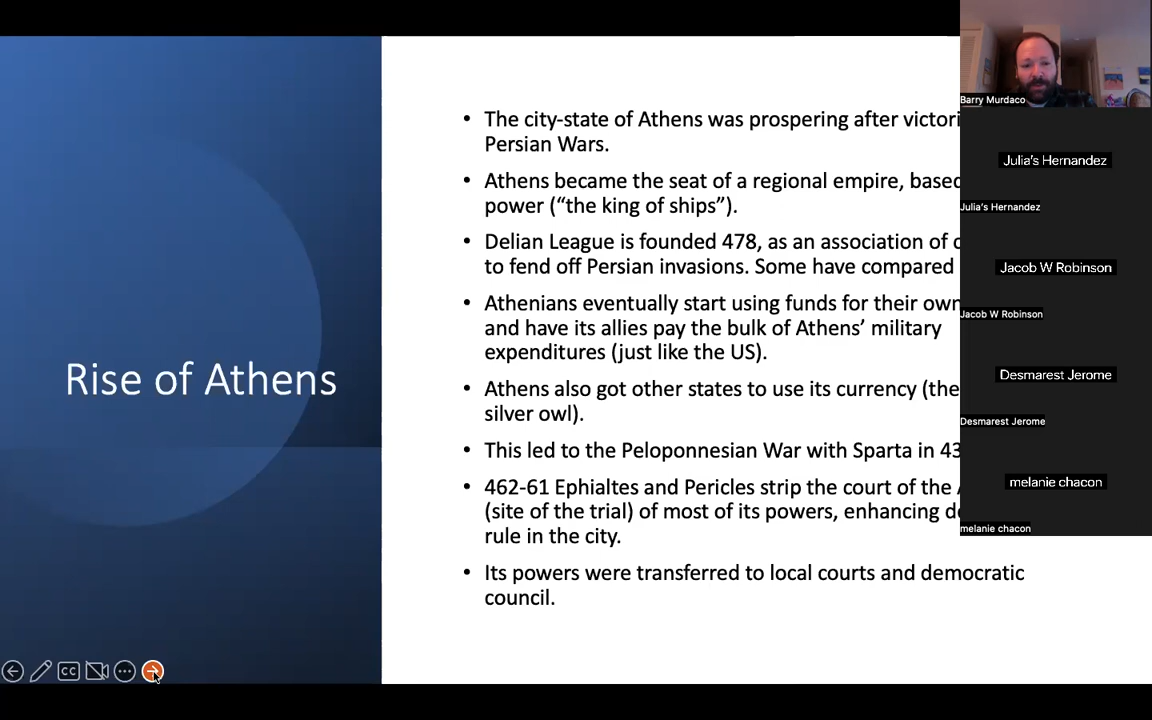 Rise of Athens
• The city-state of Athens was prospering after
Persian Wars.
• Athens became the seat of a regional empire, based
power (“the king of ships”).
• Delian League is founded 478, as an association of
to fend off Persian invasions. Some have compared
• Athenians eventually start using funds for their own
and have its allies pay the bulk of Athens’ military
expenditures (just like the US).
• Athens also got other states to use its currency (the
silver owl).
• This led to the Peloponnesian War with Sparta in
• 462-61 Ephialtes and Pericles strip the court of the
(site of the trial) of most of its powers, enhancing
rule in the city.
• Its powers were transferred to local courts and democratic
council.
CC
Barry Murdaco
Julia’s Hernandez
Julia’s Hernandez
Jacob W Robinson
Jacob W Robinson
Desmarest Jerome
Desmarest Jerome
melanie chacon
melanie chacon